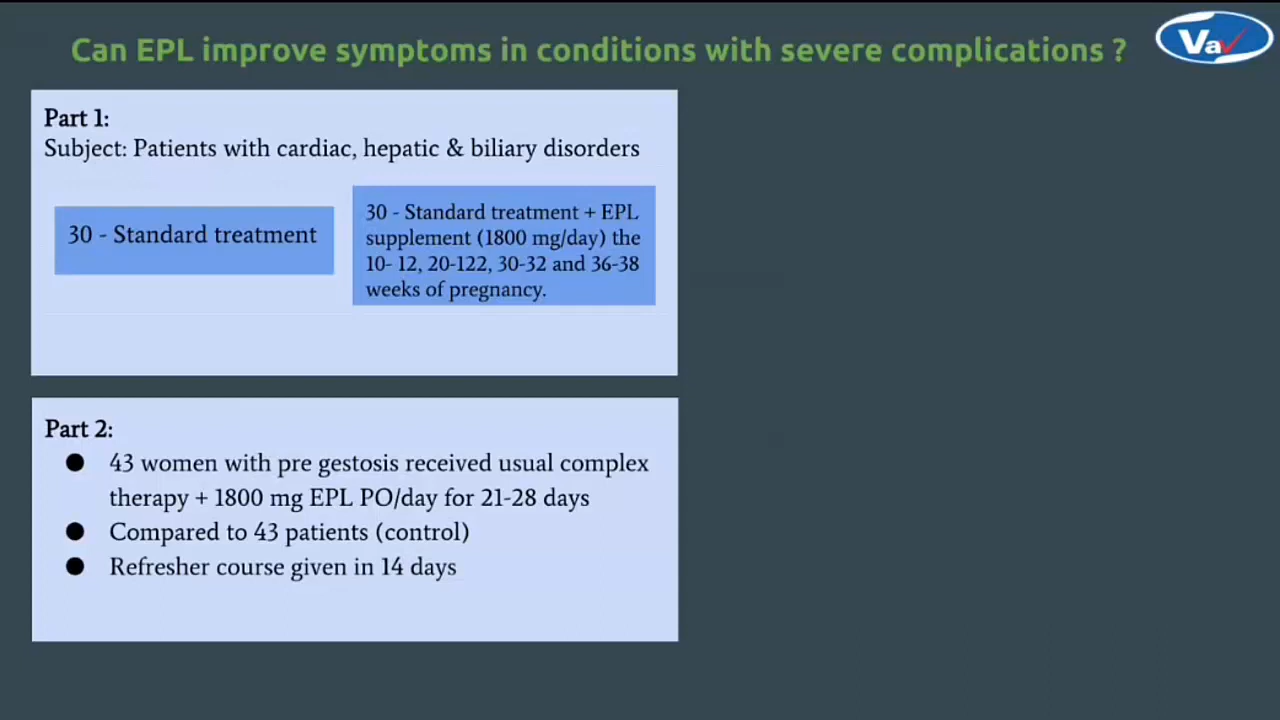 Can EPL improve symptoms in conditions with severe complications ?
Vav
Part 1:
Subject: Patients with cardiac, hepatic & biliary disorders
30 - Standard treatment
30 - Standard treatment + EPL
supplement (1800 mg/day) the
10- 12, 20-122, 30-32 and 36-38
weeks of pregnancy.
Part 2:
● 43 women with pre gestosis received usual complex
therapy + 1800 mg EPL PO/day for 21-28 days
● Compared to 43 patients (control)
● Refresher course given in 14 days